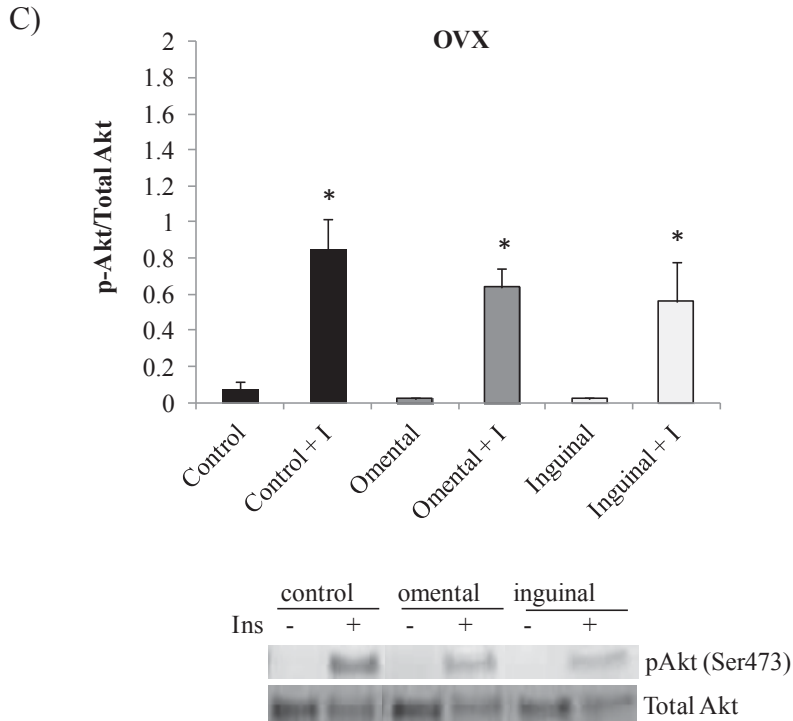 C)
OVX
p-Akt/Total Akt
2
1.8
1.6
1.4
1.2
1
0.8
0.6
0.4
0.2
0
*
*
*
Control
Control + I
Omental
Omental + I
Inguinal
Inguinal + I
control omental inguinal
Ins - + - + - +
pAkt (Ser473)
Total Akt